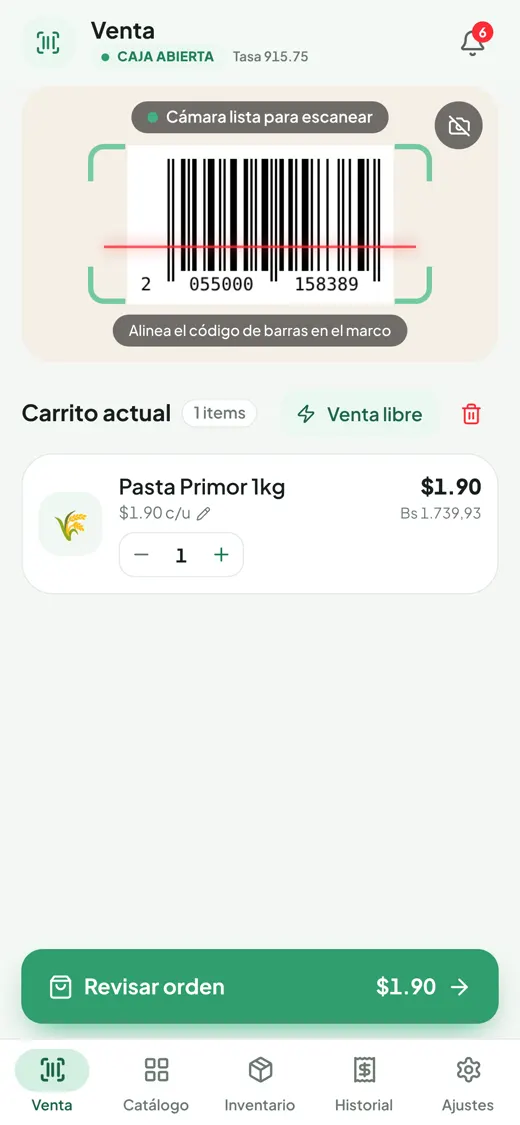 Venta
CAJA ABIERTA Tasa 915.75
6
Cámara lista para escanear
2 055000 158389
Alinea el código de barras en el marco
Carrito actual 1 items Venta libre
Pasta Primor 1kg $1.90
$1.90 c/u Bs 1.739,93
1
Revisar orden $1.90
Venta Catálogo Inventario Historial Ajustes